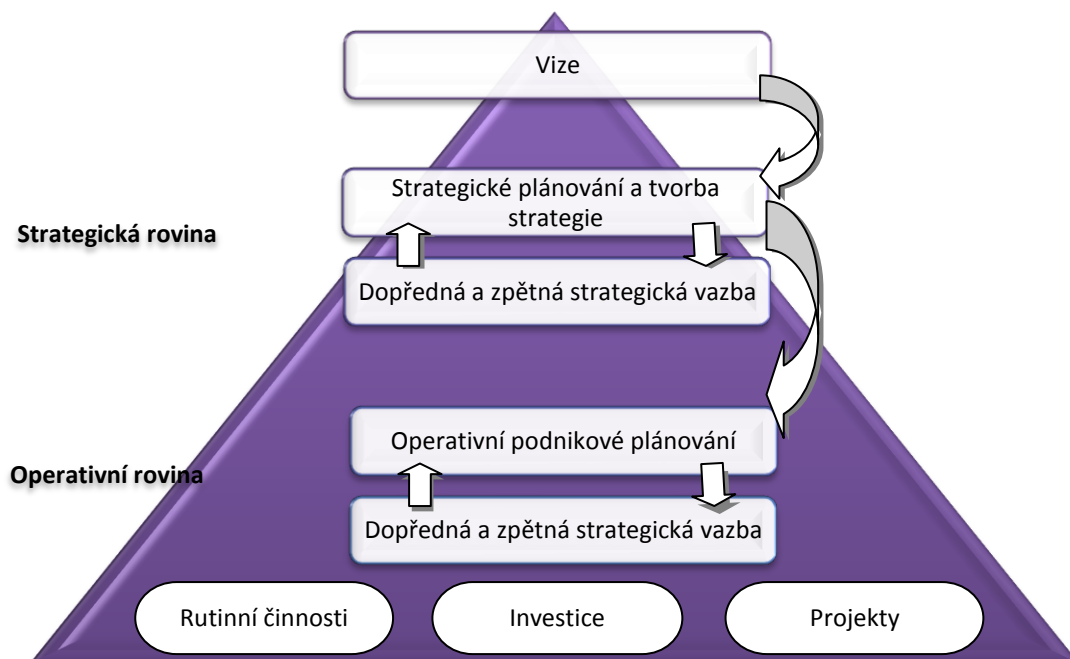 Vize
Strategické plánování a tvorba
strategie
Strategická rovina
Dopředná a zpětná strategická vazba
Operativní podnikové plánování
Operativní rovina
Dopředná a zpětná strategická vazba
Rutinní činnosti
Investice
Projekty